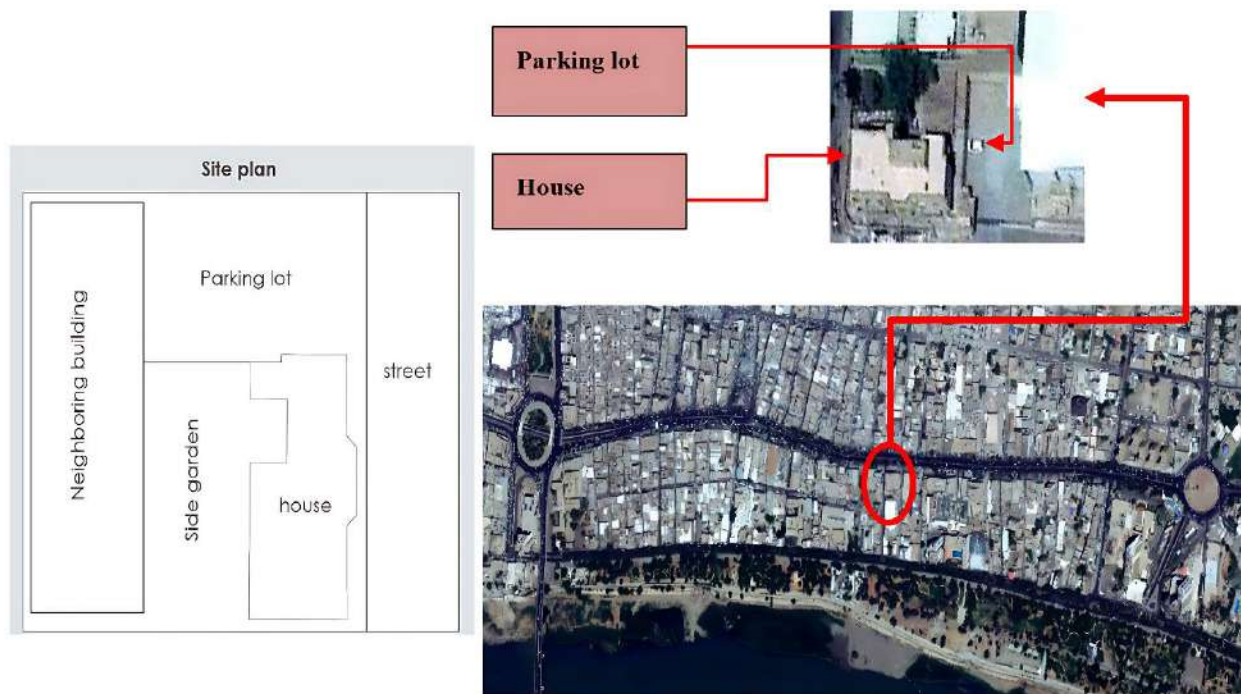 Parking lot
House
Site plan
Neighboring building
Parking lot
Side garden
house
street